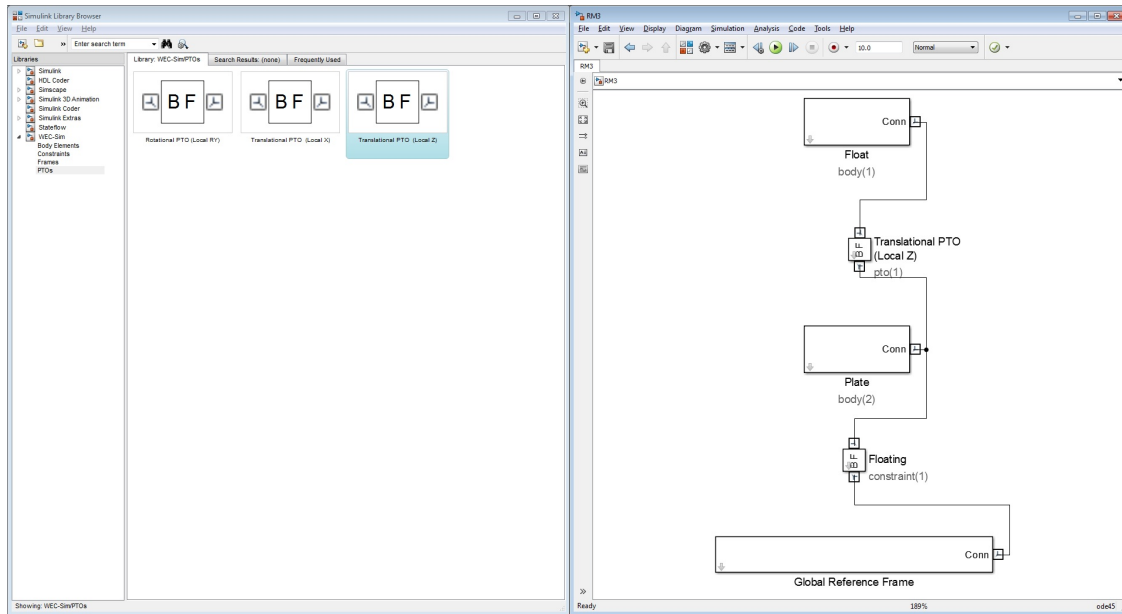 Simulink Library Browser
File Edit View Help
» Enter search term
Libraries
Simulink
HDL Coder
Simscape
Simulink 3D Animation
Simulink Coder
Simulink Extras
Stateflow
WEC-Sim
Body Elements
Constraints
Frames
PTOs
Library: WEC-Sim/PTOs Search Results: (none) Frequently Used
B F B F B F
Rotational PTO (Local RY) Translational PTO (Local X) Translational PTO (Local Z)
Showing: WEC-Sim/PTOs
RM3
File Edit View Display Diagram Simulation Analysis Code Tools Help
10.0 Normal
RM3
RM3
Conn
Float
body(1)
B F
Translational PTO
(Local Z)
pto(1)
Conn
Plate
body(2)
B F
Floating
constraint(1)
Conn
Global Reference Frame
»
Ready 189% ode45